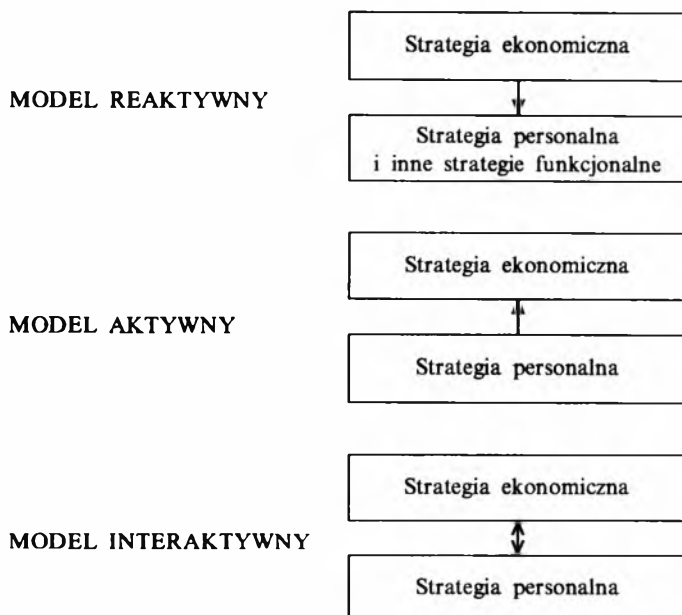 Strategia ekonomiczna
MODEL REAKTYWNY
Strategia personalna
i inne strategie funkcjonalne
Strategia ekonomiczna
MODEL AKTYWNY
Strategia personalna
Strategia ekonomiczna
MODEL INTERAKTYWNY
Strategia personalna